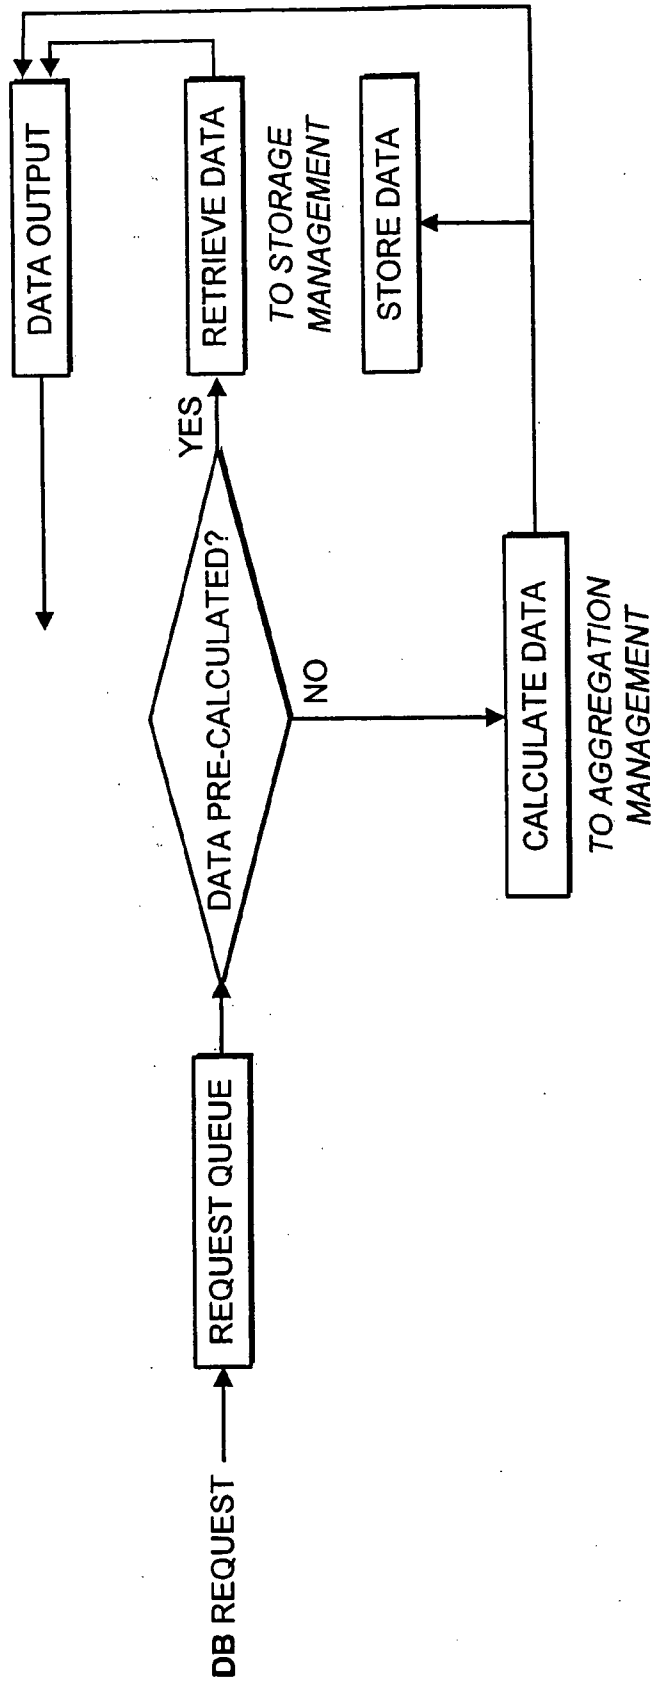 DB REQUEST
REQUEST QUEUE
DATA PRE-CALCULATED?
YES
NO
DATA OUTPUT
RETRIEVE DATA
TO STORAGE
MANAGEMENT
STORE DATA
CALCULATE DATA
TO AGGREGATION
MANAGEMENT